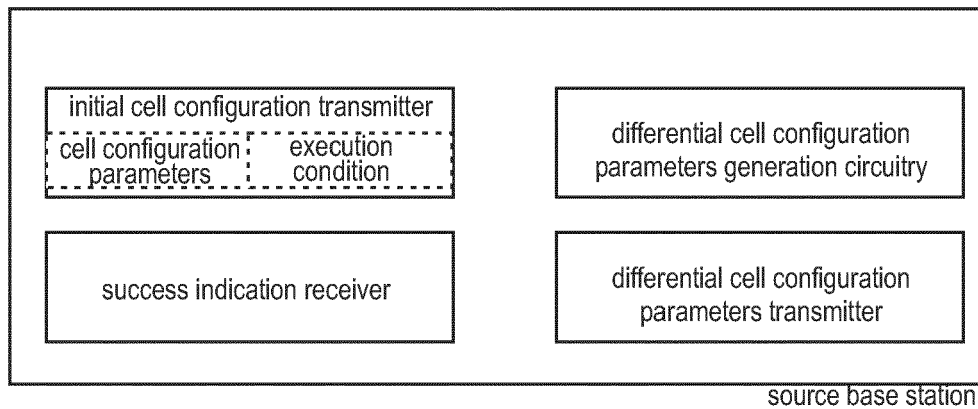 initial cell configuration transmitter
cell configuration
parameters
execution
condition
differential cell configuration
parameters generation circuitry
success indication receiver
differential cell configuration
parameters transmitter
source base station